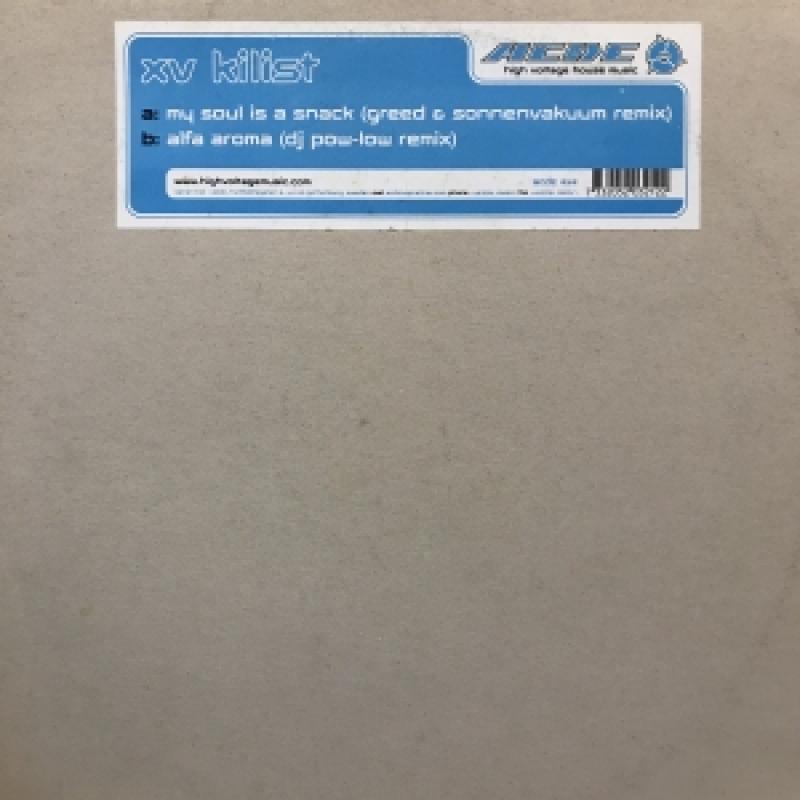 xv kilist
AEDE
high voltage house music
a: my soul is a snack (greed & sonnenvakuum remix)
b: alfa aroma (dj pow-low remix)
www.highvoltagemusic.com